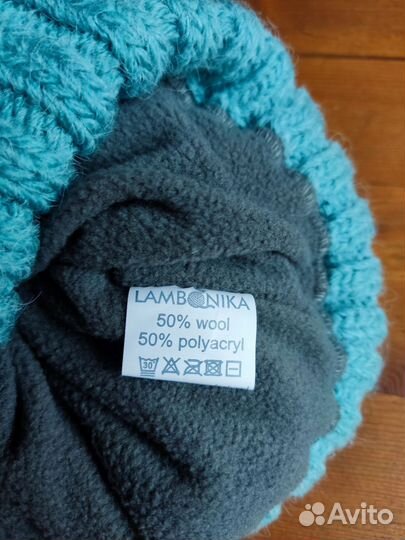 LAMBONIKA
50% wool
50% polyacryl
30
Avito